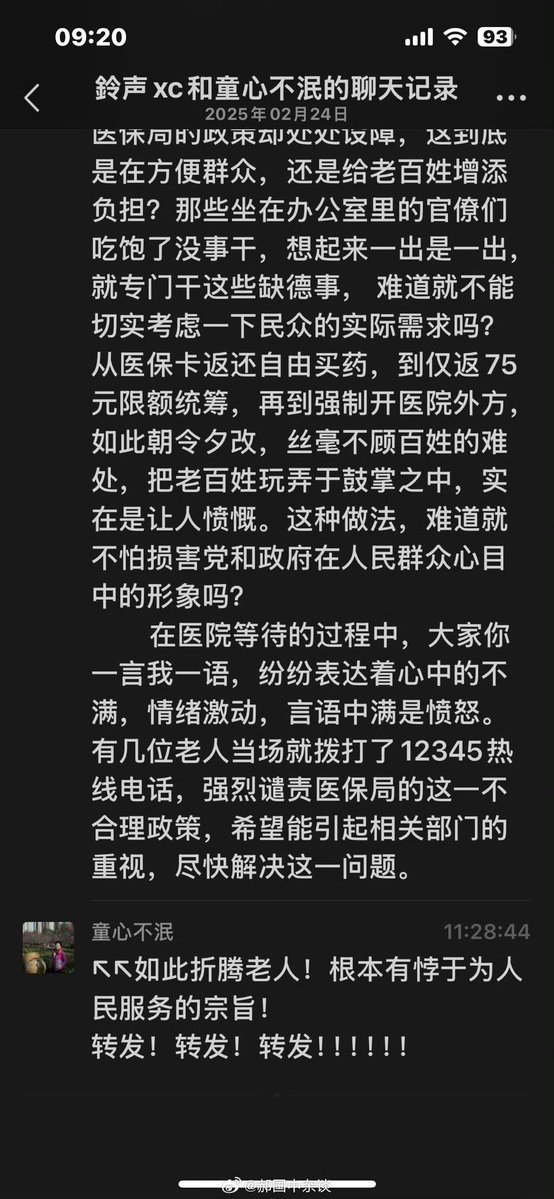 09:20
93
鈴声xc和童心不泯的聊天记录
2025年02月24日
医保局的政策却处处设障，这到底
是在方便群众，还是给老百姓增添
负担？那些坐在办公室里的官僚们
吃饱了没事干，想起来一出是一出，
就专门干这些缺德事， 难道就不能
切实考虑一下民众的实际需求吗？
从医保卡返还自由买药，到仅返75
元限额统筹，再到强制开医院外方，
如此朝令夕改，丝毫不顾百姓的难
处，把老百姓玩弄于鼓掌之中，实
在是让人愤慨。这种做法，难道就
不怕损害党和政府在人民群众心目
中的形象吗？
在医院等待的过程中，大家你
一言我一语，纷纷表达着心中的不
满，情绪激动，言语中满是愤怒。
有几位老人当场就拨打了12345热
线电话，强烈谴责医保局的这一不
合理政策，希望能引起相关部门的
重视，尽快解决这一问题。
童心不泯
11:28:44
↖↖如此折腾老人！根本有悖于为人
民服务的宗旨！
转发！转发！转发！！！！！！
@郝国中杂谈